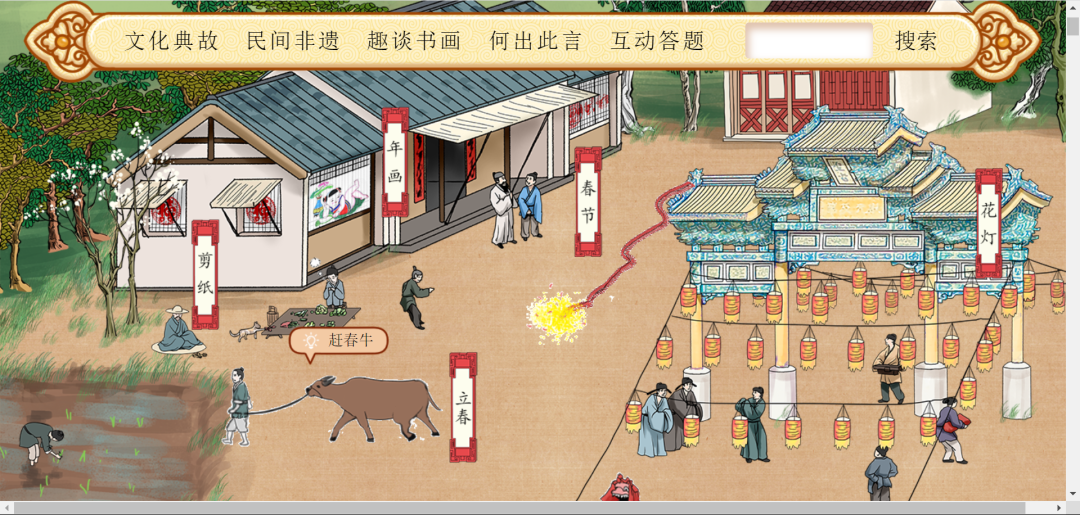 文化典故 民间非遗 趣谈书画 何出此言 互动答题 搜索
年画
春节
花灯
剪纸
赶春牛
立春